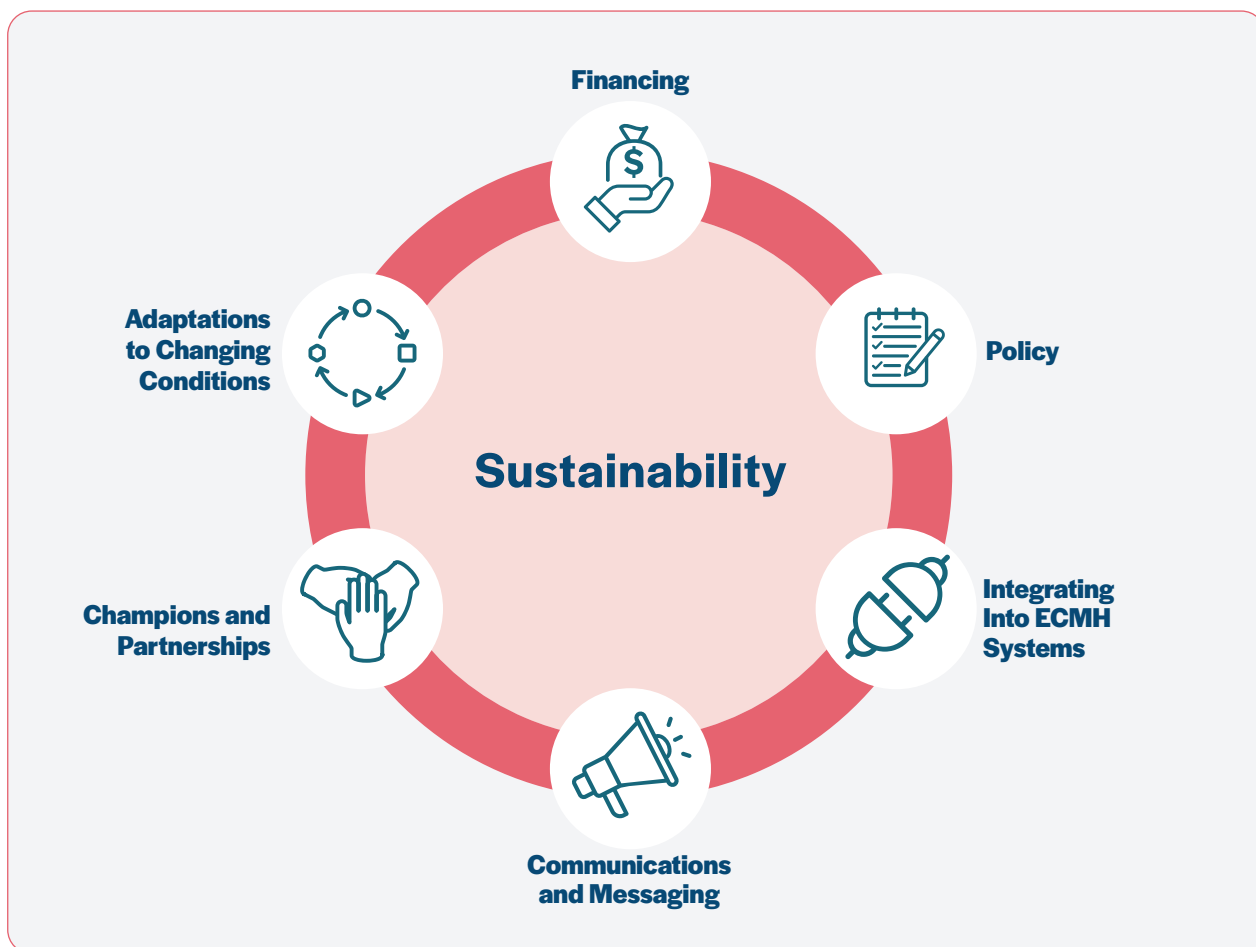 Financing
$
Adaptations
to Changing
Conditions
Policy
Sustainability
Champions and
Partnerships
Integrating
Into ECMH
Systems
Communications
and Messaging